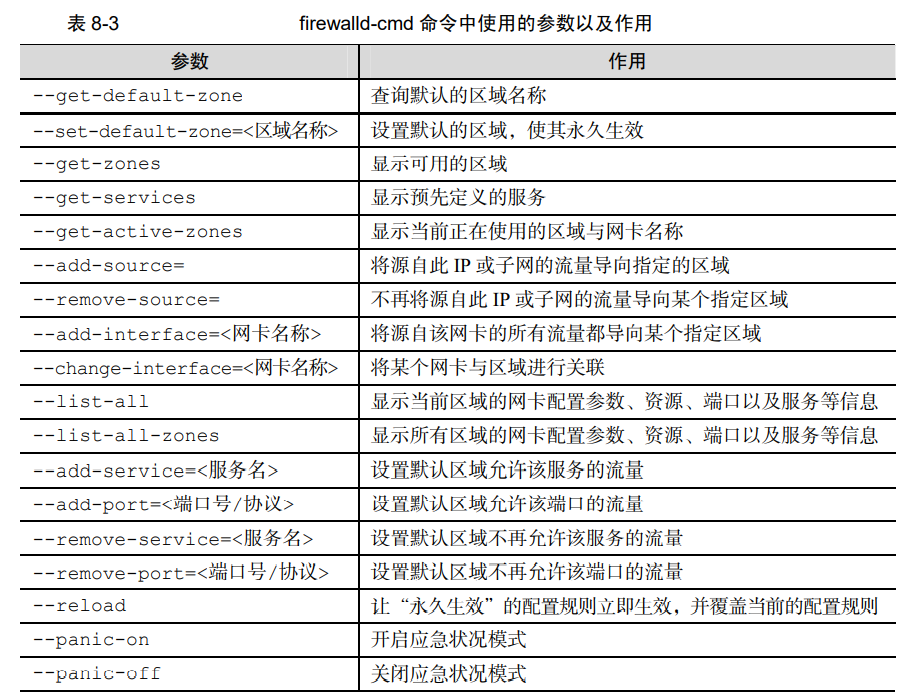 表 8-3 firewalld-cmd 命令中使用的参数以及作用
参数 作用
--get-default-zone 查询默认的区域名称
--set-default-zone=<区域名称> 设置默认的区域，使其永久生效
--get-zones 显示可用的区域
--get-services 显示预先定义的服务
--get-active-zones 显示当前正在使用的区域与网卡名称
--add-source= 将源自此 IP 或子网的流量导向指定的区域
--remove-source= 不再将源自此 IP 或子网的流量导向某个指定区域
--add-interface=<网卡名称> 将源自该网卡的所有流量都导向某个指定区域
--change-interface=<网卡名称> 将某个网卡与区域进行关联
--list-all 显示当前区域的网卡配置参数、资源、端口以及服务等信息
--list-all-zones 显示所有区域的网卡配置参数、资源、端口以及服务等信息
--add-service=<服务名> 设置默认区域允许该服务的流量
--add-port=<端口号/协议> 设置默认区域允许该端口的流量
--remove-service=<服务名> 设置默认区域不再允许该服务的流量
--remove-port=<端口号/协议> 设置默认区域不再允许该端口的流量
--reload 让“永久生效”的配置规则立即生效，并覆盖当前的配置规则
--panic-on 开启应急状况模式
--panic-off 关闭应急状况模式